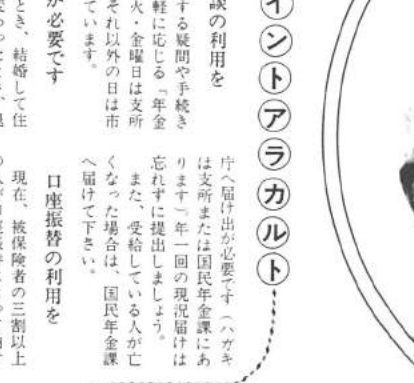 イントアラカルト
談の利用を
する疑問や手続き
軽に応じる「年金
火・金曜日は支所
それ以外の日は市
ています。
が必要です
とき、結婚して住
庁へ届け出が必要です（ハガキ
は支所または国民年金課にあ
ります）。年一回の現況届けは
忘れずに提出しましょう。
また、受給している人が亡
くなった場合は、国民年金課
へ届けて下さい。
口座振替の利用を
現在、被保険者の三割以上